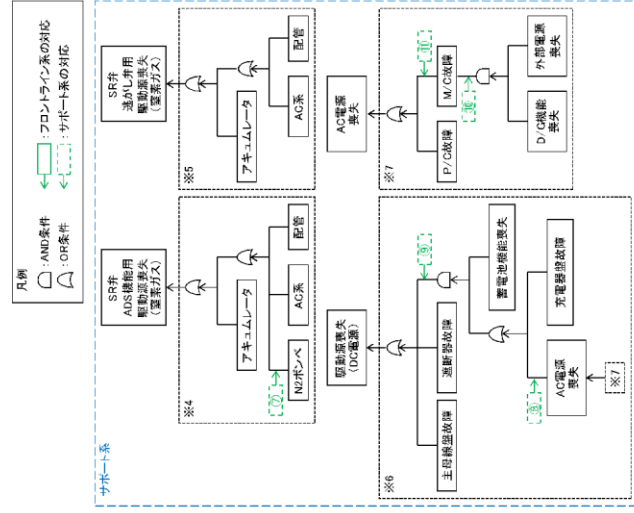 凡例
:AND条件
:OR条件
:フロントライン系の対応
:サポート系の対応
サポート系
SR弁
ADS機能用
駆動源喪失
(窒素ガス)
※4
アキュムレータ
N2ボンベ
AC系
配管
(7)
SR弁
逃がし弁用
駆動源喪失
(窒素ガス)
※5
アキュムレータ
AC系
配管
駆動源喪失
(DC電源)
※6
主母線盤故障
遮断器故障
(9)
蓄電池機能喪失
(8)
AC電源
喪失
充電器盤故障
※7
AC電源
喪失
※7
P/C故障
M/C故障
D/G機能
喪失
外部電源
喪失